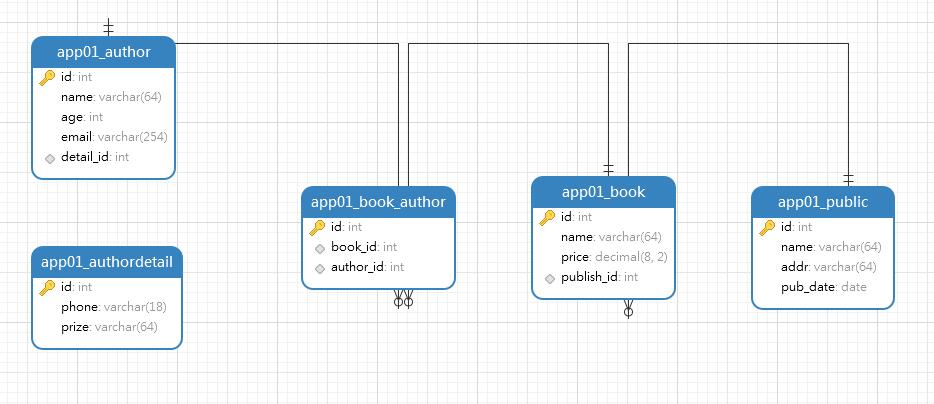 app01_author
id: int
name: varchar(64)
age: int
email: varchar(254)
detail_id: int
app01_authordetail
id: int
phone: varchar(18)
prize: varchar(64)
app01_book_author
id: int
book_id: int
author_id: int
app01_book
id: int
name: varchar(64)
price: decimal(8, 2)
publish_id: int
app01_public
id: int
name: varchar(64)
addr: varchar(64)
pub_date: date